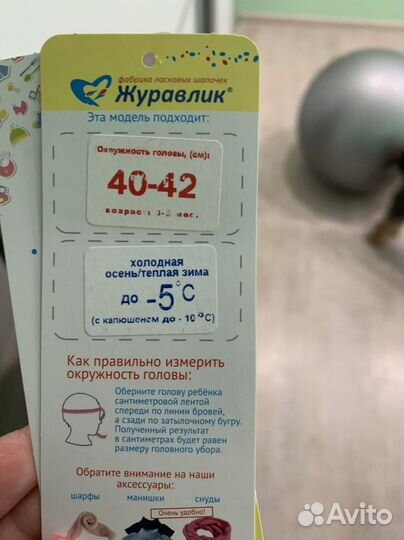 фабрика ласковых шапочек
Журавлик®
Эта модель подходит:
Окружность головы, (см):
40-42
холодная
осень/теплая зима
до -5°C
(с капюшоном до - 10°C)
Как правильно измерить
окружность головы:
Оберните голову ребёнка
сантиметровой лентой
спереди по линии бровей,
а сзади по затылочному бугру.
Полученный результат
в сантиметрах будет равен
размеру головного убора.
Обратите внимание на наши
аксессуары:
шарфы манишки снуды
Очень удобно!
Avito